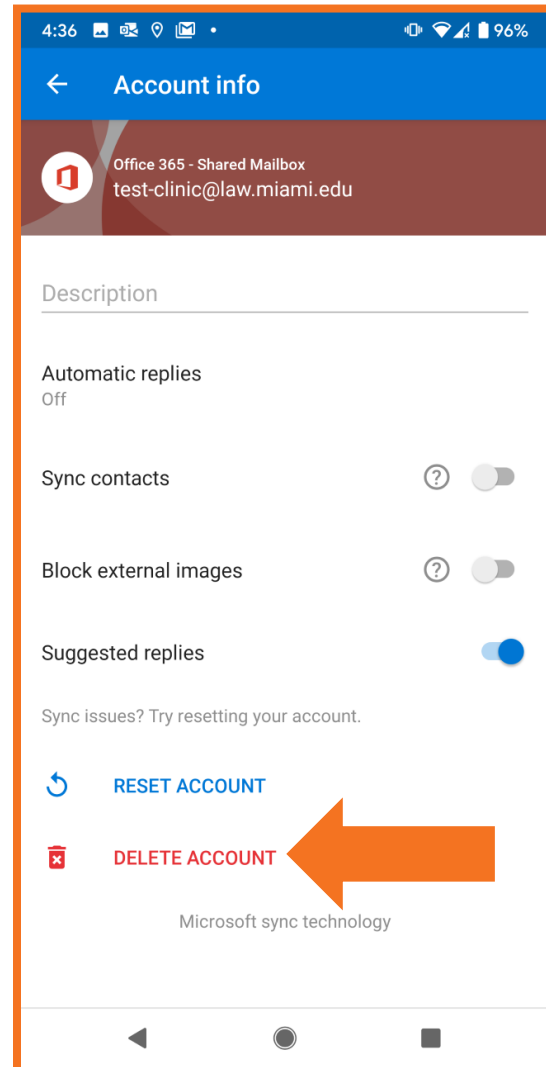 4:36
96%
Account info
Office 365 - Shared Mailbox
test-clinic@law.miami.edu
Description
Automatic replies
Off
Sync contacts
?
Block external images
?
Suggested replies
Sync issues? Try resetting your account.
RESET ACCOUNT
DELETE ACCOUNT
Microsoft sync technology